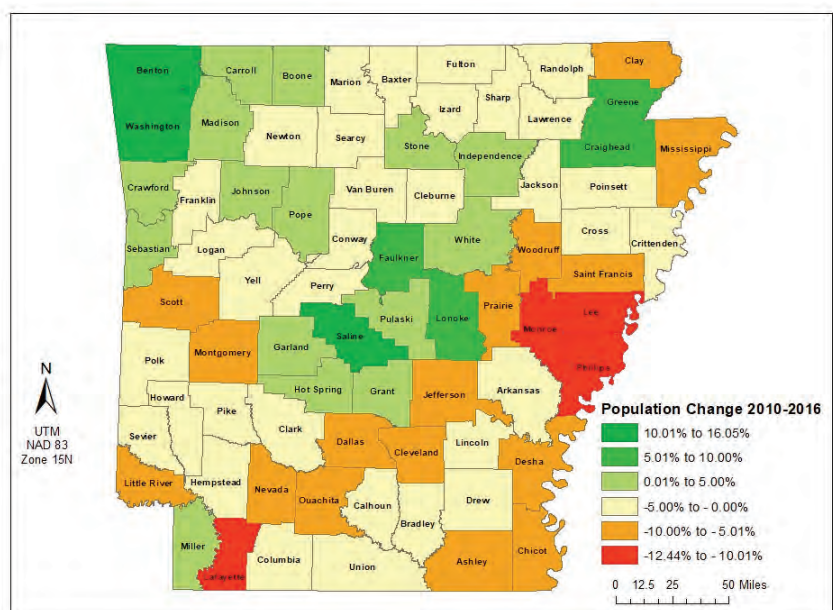 Benton
Carroll
Boone
Marion
Baxter
Fulton
Randolph
Clay
Sharp
Izard
Greene
Washington
Madison
Newton
Searcy
Lawrence
Stone
Independence
Craighead
Mississippi
Crawford
Franklin
Johnson
Pope
Van Buren
Cleburne
Jackson
Poinsett
Sebastian
Logan
Conway
Faulkner
White
Woodruff
Cross
Crittenden
Yell
Perry
Saint Francis
Scott
Saline
Pulaski
Lonoke
Prairie
Monroe
Lee
Montgomery
Garland
Phillips
Polk
Hot Spring
Grant
Jefferson
Arkansas
Howard
Pike
Clark
Sevier
Dallas
Cleveland
Lincoln
Desha
Little River
Hempstead
Nevada
Ouachita
Calhoun
Bradley
Drew
Miller
Lafayette
Columbia
Union
Ashley
Chicot
N
UTM
NAD 83
Zone 15N
Population Change 2010-2016
10.01% to 16.05%
5.01% to 10.00%
0.01% to 5.00%
-5.00% to - 0.00%
-10.00% to - 5.01%
-12.44% to - 10.01%
0 12.5 25 50 Miles